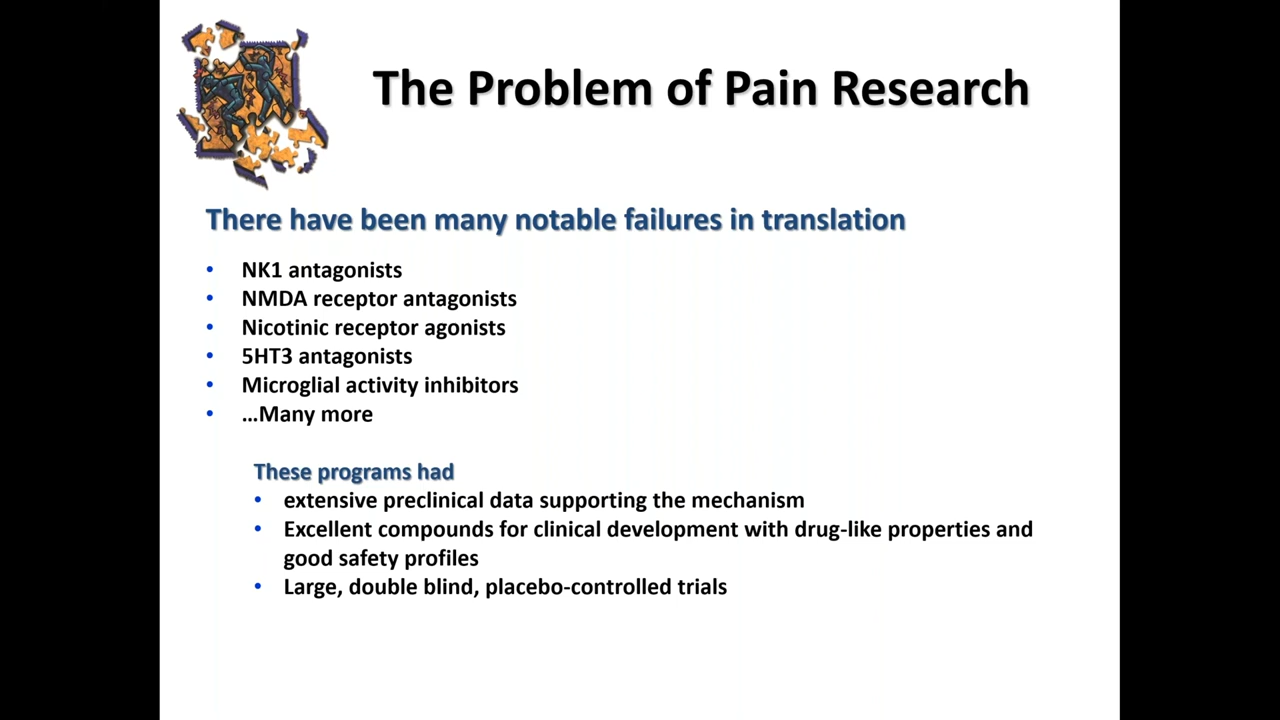 The Problem of Pain Research
There have been many notable failures in translation
• NK1 antagonists
• NMDA receptor antagonists
• Nicotinic receptor agonists
• 5HT3 antagonists
• Microglial activity inhibitors
• …Many more
These programs had
• extensive preclinical data supporting the mechanism
• Excellent compounds for clinical development with drug-like properties and
good safety profiles
• Large, double blind, placebo-controlled trials